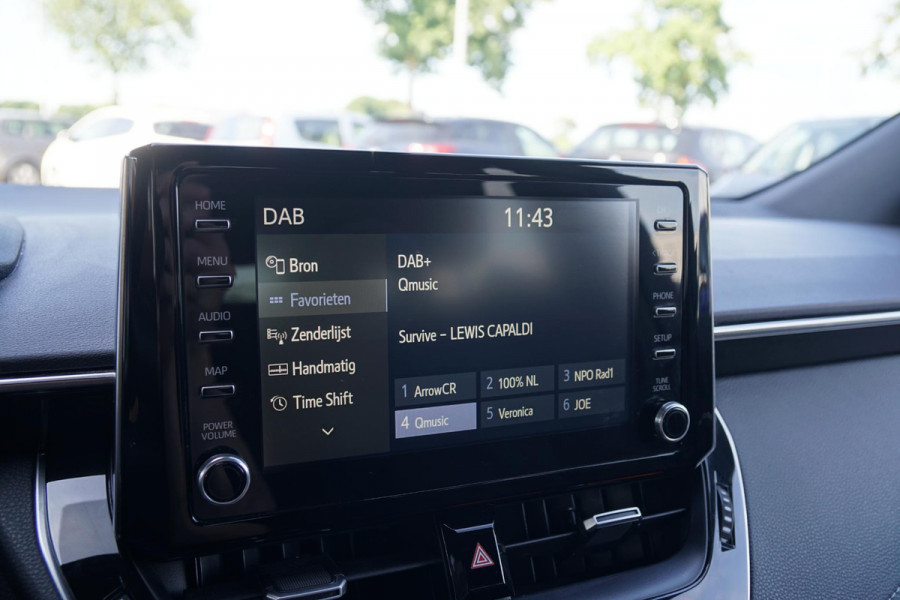 HOME
MENU
AUDIO
MAP
POWER
VOLUME
DAB
11:43
Bron
Favorieten
Zenderlijst
Handmatig
Time Shift
DAB+
Qmusic
Survive – LEWIS CAPALDI
1 ArrowCR
2 100% NL
3 NPO Rad1
4 Qmusic
5 Veronica
6 JOE
PHONE
SETUP
TUNE
SCROLL